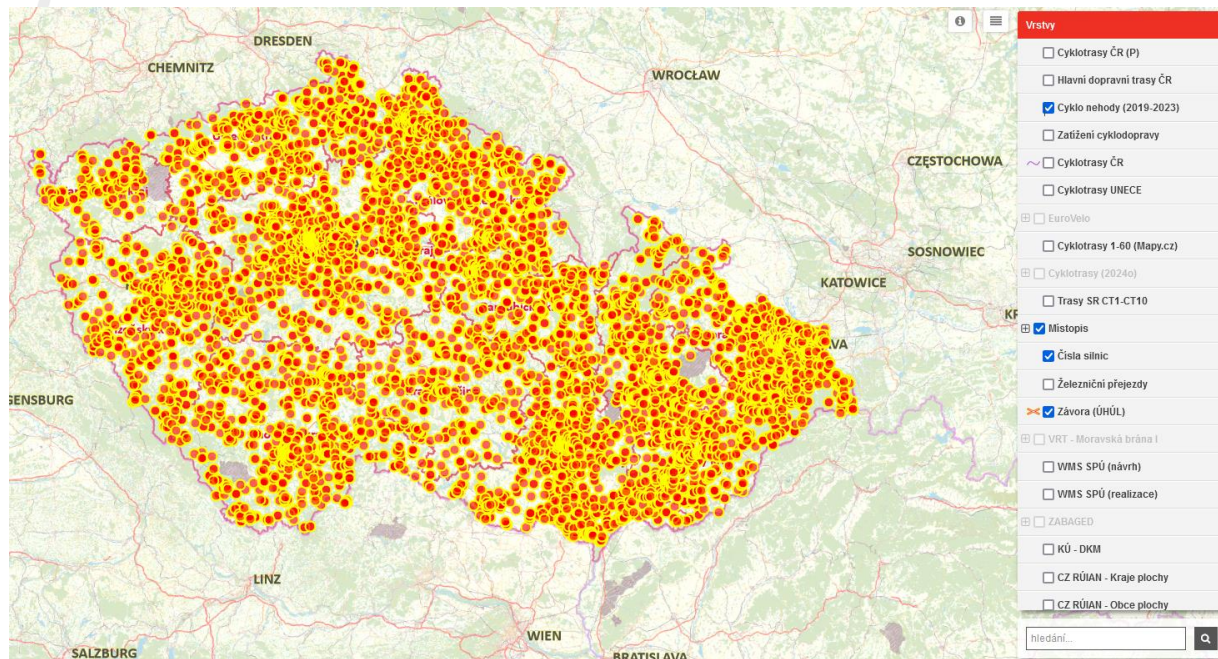 DRESDEN
CHEMNITZ
WROCŁAW
CZĘSTOCHOWA
SOSNOWIEC
KATOWICE
LINZ
WIEN
SALZBURG
BRATISLAVA
Vrstvy
Cyklotrasy ČR (P)
Hlavní dopravní trasy ČR
Cyklo nehody (2019-2023)
Zatížení cyklodopravy
Cyklotrasy ČR
Cyklotrasy UNECE
EuroVelo
Cyklotrasy 1-60 (Mapy.cz)
Cyklotrasy (2024o)
Trasy SR CT1-CT10
Místopis
Čísla silnic
Železniční přejezdy
Závora (ÚHÚL)
VRT - Moravská brána I
WMS SPÚ (návrh)
WMS SPÚ (realizace)
ZABAGED
KÚ - DKM
CZ RÚIAN - Kraje plochy
CZ RÚIAN - Obce plochy
hledání...